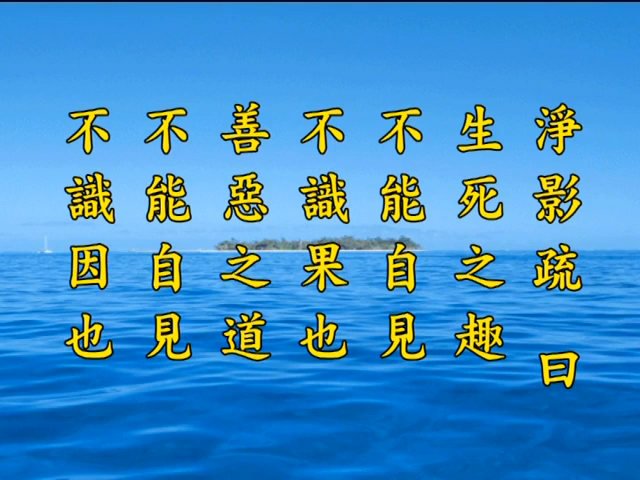 淨影疏曰
生死之趣
不能自見
不識果也
善惡之道
不能自見
不識因也